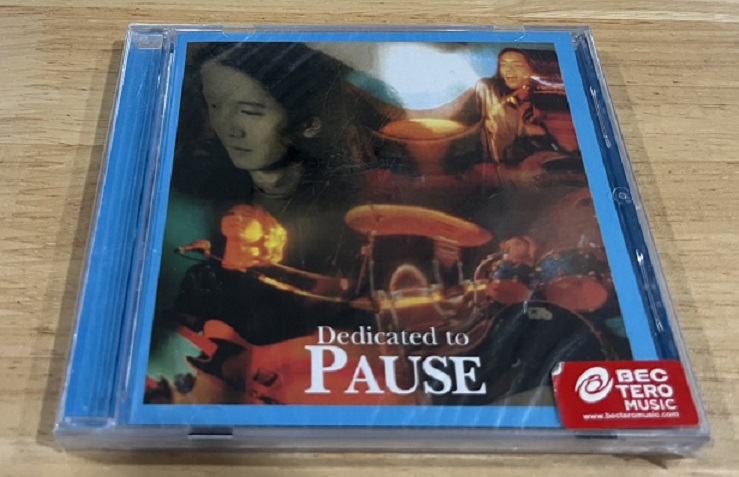 Dedicated to
PAUSE
BEC
TERO
MUSIC
www.becteromusic.com